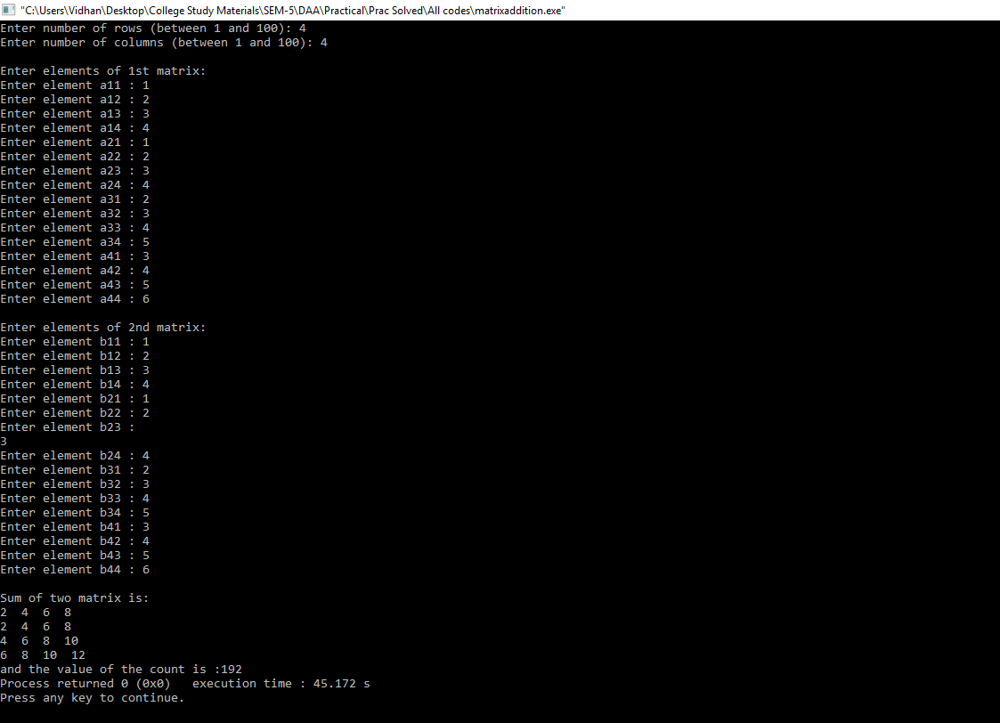 "C:\Users\Vidhan\Desktop\College Study Materials\SEM-5\DAA\Practical\Prac Solved\All codes\matrixaddition.exe"
Enter number of rows (between 1 and 100): 4
Enter number of columns (between 1 and 100): 4
Enter elements of 1st matrix:
Enter element a11 : 1
Enter element a12 : 2
Enter element a13 : 3
Enter element a14 : 4
Enter element a21 : 1
Enter element a22 : 2
Enter element a23 : 3
Enter element a24 : 4
Enter element a31 : 2
Enter element a32 : 3
Enter element a33 : 4
Enter element a34 : 5
Enter element a41 : 3
Enter element a42 : 4
Enter element a43 : 5
Enter element a44 : 6
Enter elements of 2nd matrix:
Enter element b11 : 1
Enter element b12 : 2
Enter element b13 : 3
Enter element b14 : 4
Enter element b21 : 1
Enter element b22 : 2
Enter element b23 :
3
Enter element b24 : 4
Enter element b31 : 2
Enter element b32 : 3
Enter element b33 : 4
Enter element b34 : 5
Enter element b41 : 3
Enter element b42 : 4
Enter element b43 : 5
Enter element b44 : 6
Sum of two matrix is:
2  4  6  8
2  4  6  8
4  6  8  10
6  8  10  12
and the value of the count is :192
Process returned 0 (0x0)   execution time : 45.172 s
Press any key to continue.